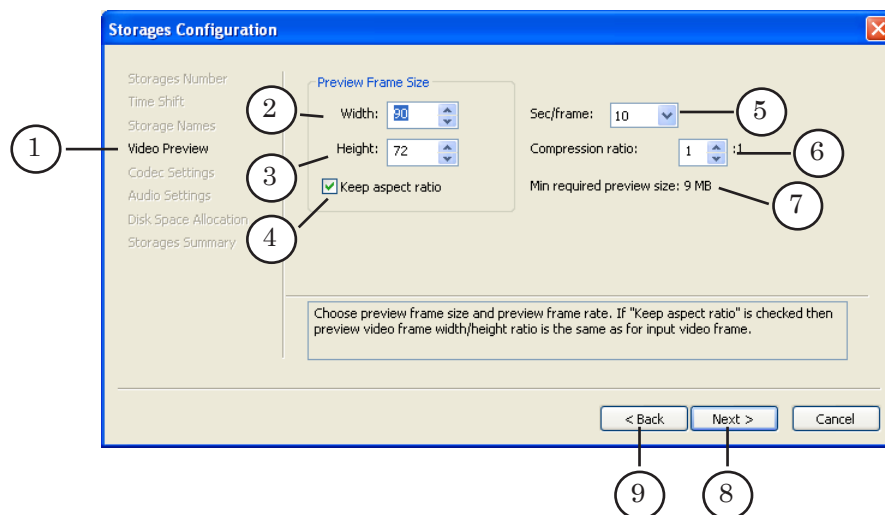 Storages Configuration
Storages Number
Time Shift
Storage Names
Video Preview
Codec Settings
Audio Settings
Disk Space Allocation
Storages Summary
Preview Frame Size
Width: 90
Height: 72
Keep aspect ratio
Sec/frame: 10
Compression ratio: 1 :1
Min required preview size: 9 MB
Choose preview frame size and preview frame rate. If "Keep aspect ratio" is checked then
preview video frame width/height ratio is the same as for input video frame.
< Back Next > Cancel
1
2
3
4
5
6
7
8
9